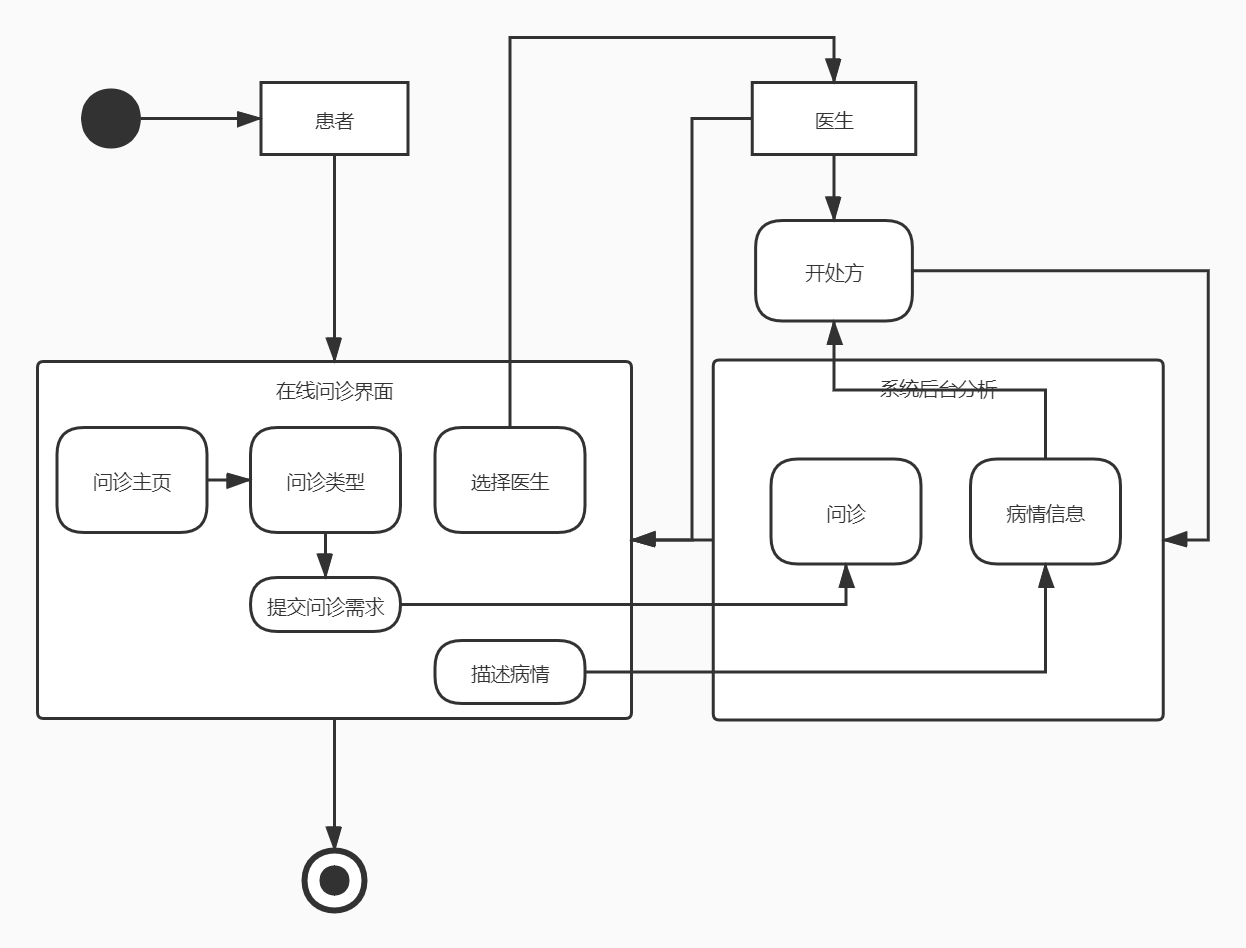 患者
医生
开处方
在线问诊界面
系统后台分析
问诊主页
问诊类型
选择医生
问诊
病情信息
提交问诊需求
描述病情